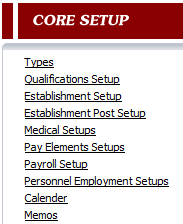 CORE SETUP
Types
Qualifications Setup
Establishment Setup
Establishment Post Setup
Medical Setups
Pay Elements Setups
Payroll Setup
Personnel Employment Setups
Calender
Memos